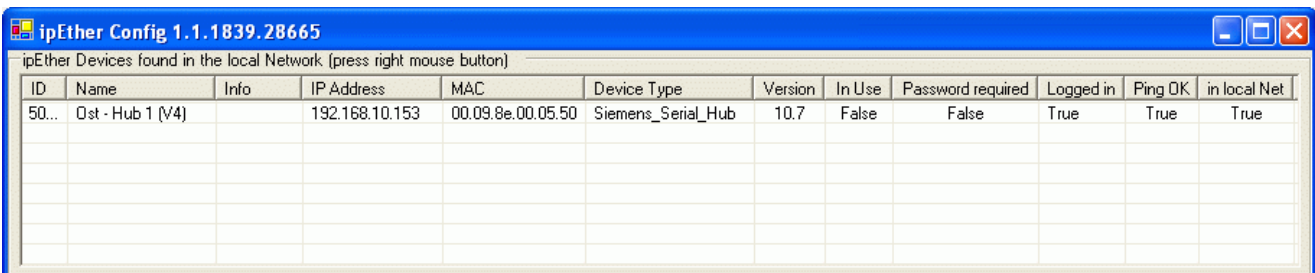 ipEther Config 1.1.1839.28665
ipEther Devices found in the local Network (press right mouse button)
ID Name Info IP Address MAC Device Type Version In Use Password required Logged in Ping OK in local Net
50... Ost - Hub 1 (V4) 192.168.10.153 00.09.8e.00.05.50 Siemens_Serial_Hub 10.7 False False True True True